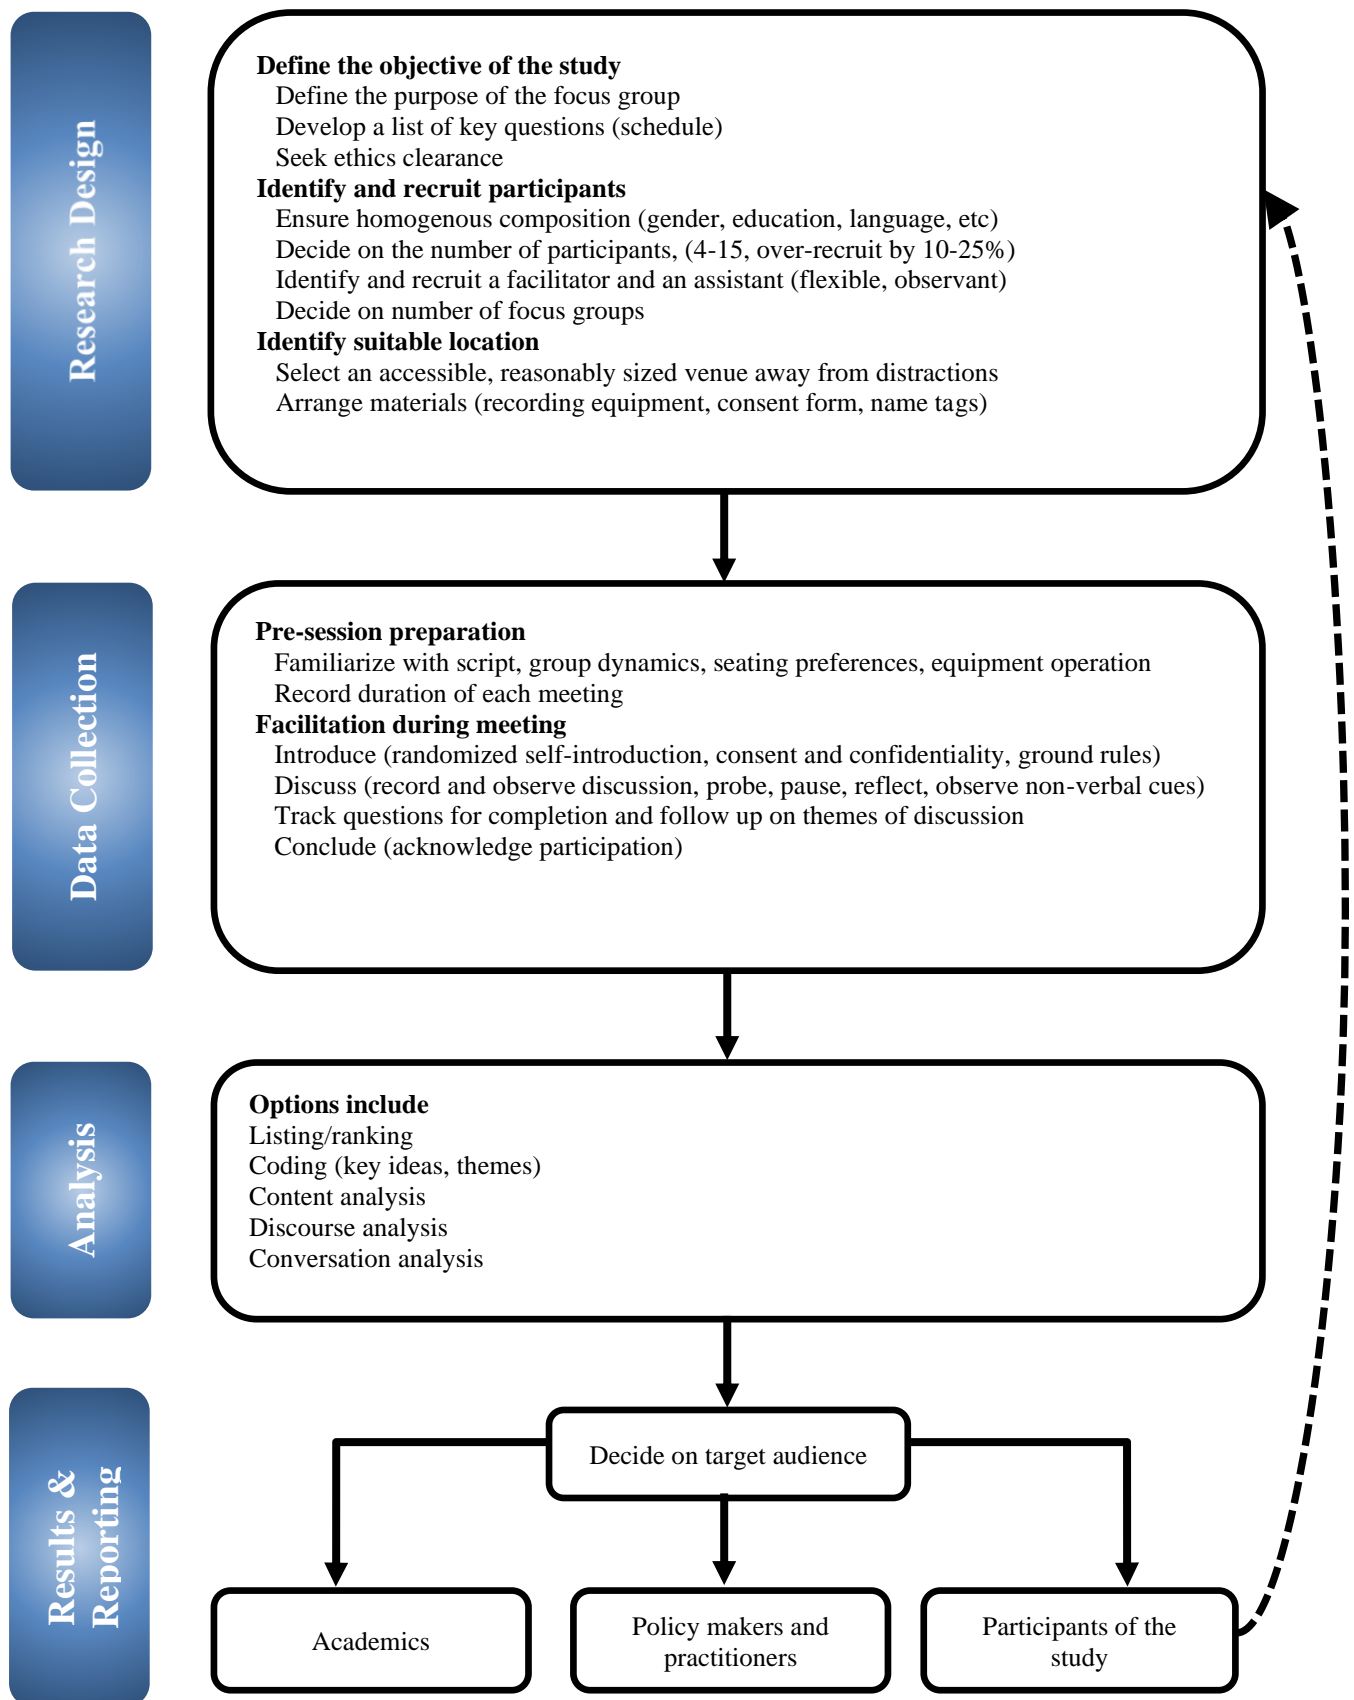 Research Design
Define the objective of the study
Define the purpose of the focus group
Develop a list of key questions (schedule)
Seek ethics clearance
Identify and recruit participants
Ensure homogenous composition (gender, education, language, etc)
Decide on the number of participants, (4-15, over-recruit by 10-25%)
Identify and recruit a facilitator and an assistant (flexible, observant)
Decide on number of focus groups
Identify suitable location
Select an accessible, reasonably sized venue away from distractions
Arrange materials (recording equipment, consent form, name tags)
Data Collection
Pre-session preparation
Familiarize with script, group dynamics, seating preferences, equipment operation
Record duration of each meeting
Facilitation during meeting
Introduce (randomized self-introduction, consent and confidentiality, ground rules)
Discuss (record and observe discussion, probe, pause, reflect, observe non-verbal cues)
Track questions for completion and follow up on themes of discussion
Conclude (acknowledge participation)
Analysis
Options include
Listing/ranking
Coding (key ideas, themes)
Content analysis
Discourse analysis
Conversation analysis
Results &
Reporting
Decide on target audience
Academics
Policy makers and
practitioners
Participants of the
study